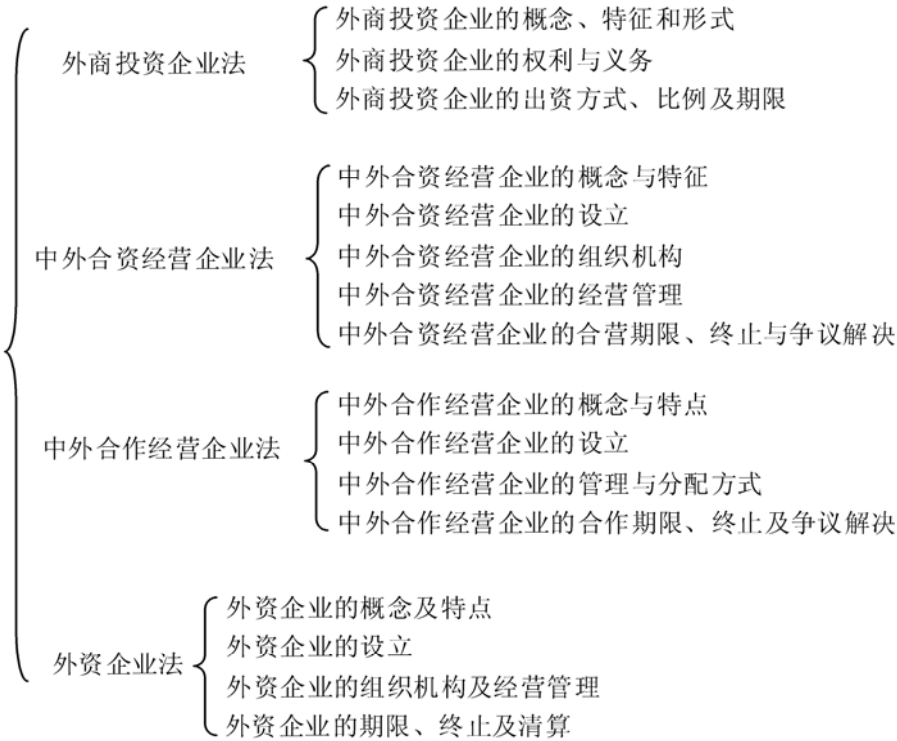 外商投资企业法
外商投资企业的概念、特征和形式
外商投资企业的权利与义务
外商投资企业的出资方式、比例及期限
中外合资经营企业法
中外合资经营企业的概念与特征
中外合资经营企业的设立
中外合资经营企业的组织机构
中外合资经营企业的经营管理
中外合资经营企业的合营期限、终止与争议解决
中外合作经营企业法
中外合作经营企业的概念与特点
中外合作经营企业的设立
中外合作经营企业的管理与分配方式
中外合作经营企业的合作期限、终止及争议解决
外资企业法
外资企业的概念及特点
外资企业的设立
外资企业的组织机构及经营管理
外资企业的期限、终止及清算